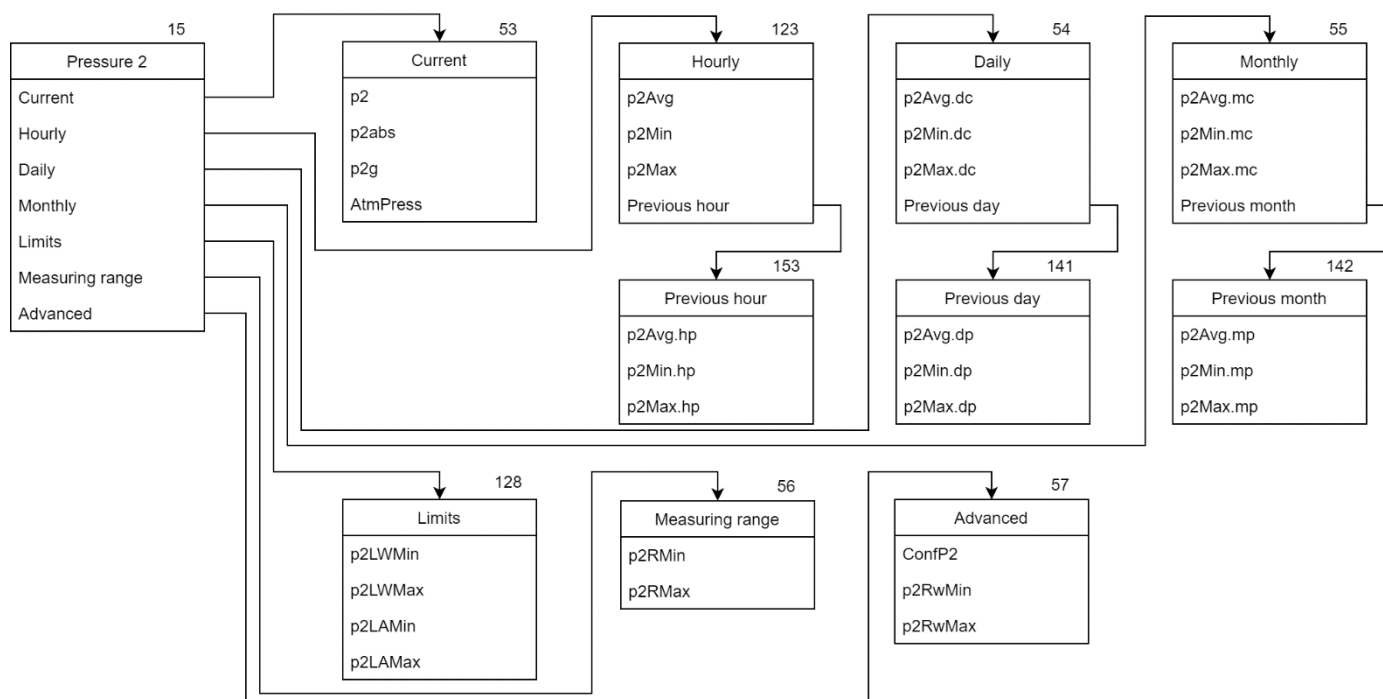 15
Pressure 2
Current
Hourly
Daily
Monthly
Limits
Measuring range
Advanced
53
Current
p2
p2abs
p2g
AtmPress
123
Hourly
p2Avg
p2Min
p2Max
Previous hour
54
Daily
p2Avg.dc
p2Min.dc
p2Max.dc
Previous day
55
Monthly
p2Avg.mc
p2Min.mc
p2Max.mc
Previous month
153
Previous hour
p2Avg.hp
p2Min.hp
p2Max.hp
141
Previous day
p2Avg.dp
p2Min.dp
p2Max.dp
142
Previous month
p2Avg.mp
p2Min.mp
p2Max.mp
128
Limits
p2LWMin
p2LWMax
p2LAMin
p2LAMax
56
Measuring range
p2RMin
p2RMax
57
Advanced
ConfP2
p2RwMin
p2RwMax